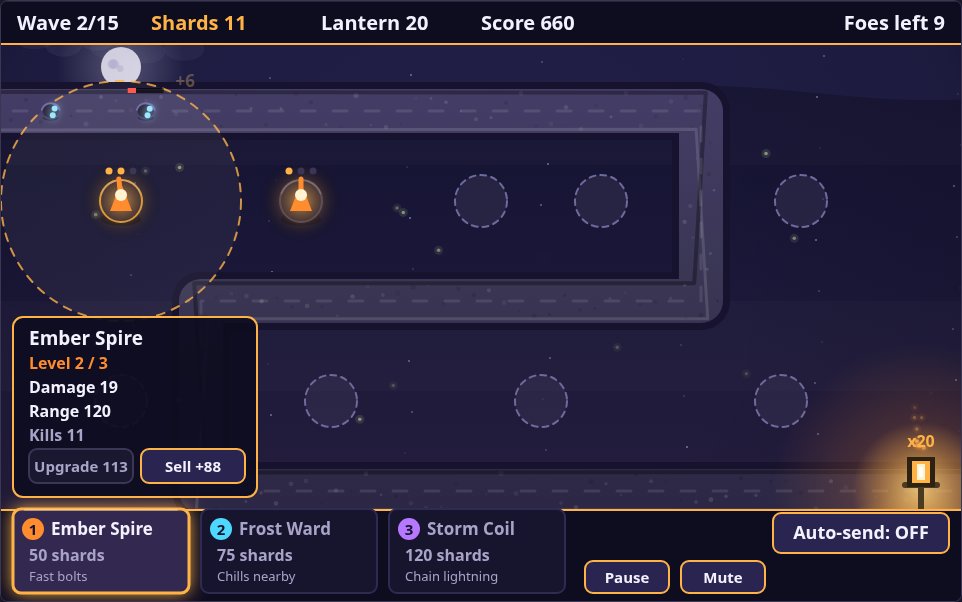 Wave 2/15 Shards 11 Lantern 20 Score 660 Foes left 9
+6
Ember Spire
Level 2 / 3
Damage 19
Range 120
Kills 11
Upgrade 113 Sell +88
x20
1 Ember Spire
50 shards
Fast bolts
2 Frost Ward
75 shards
Chills nearby
3 Storm Coil
120 shards
Chain lightning
Pause Mute
Auto-send: OFF